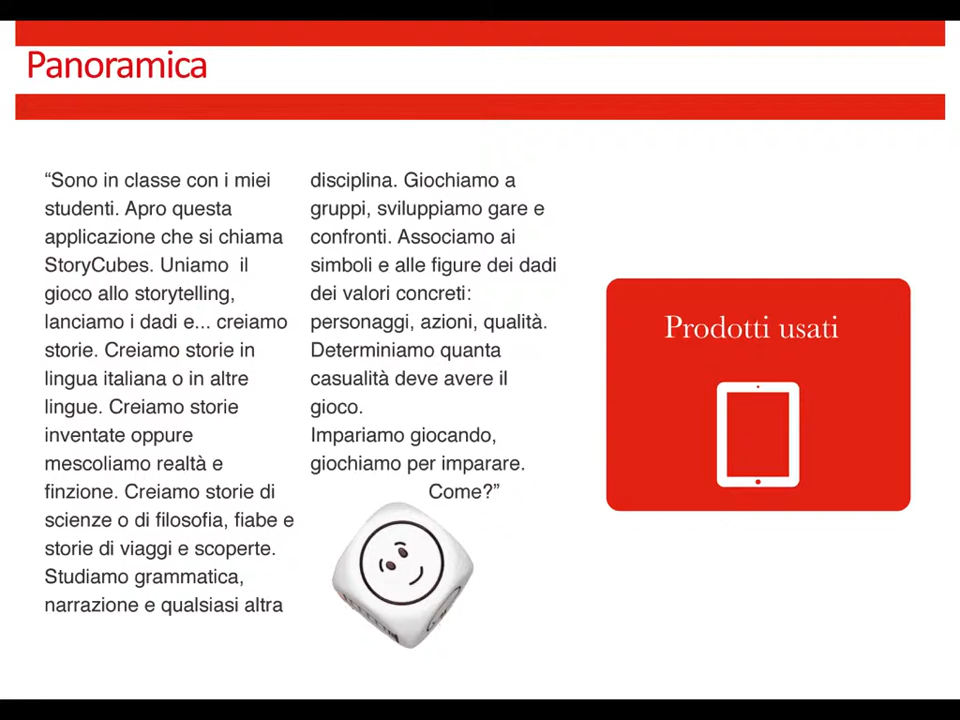 Panoramica
“Sono in classe con i miei
studenti. Apro questa
applicazione che si chiama
StoryCubes. Uniamo il
gioco allo storytelling,
lanciamo i dadi e... creiamo
storie. Creiamo storie in
lingua italiana o in altre
lingue. Creiamo storie
inventate oppure
mescoliamo realtà e
finzione. Creiamo storie di
scienze o di filosofia, fiabe e
storie di viaggi e scoperte.
Studiamo grammatica,
narrazione e qualsiasi altra
disciplina. Giochiamo a
gruppi, sviluppiamo gare e
confronti. Associamo ai
simboli e alle figure dei dadi
dei valori concreti:
personaggi, azioni, qualità.
Determiniamo quanta
casualità deve avere il
gioco.
Impariamo giocando,
giochiamo per imparare.
Come?”
Prodotti usati